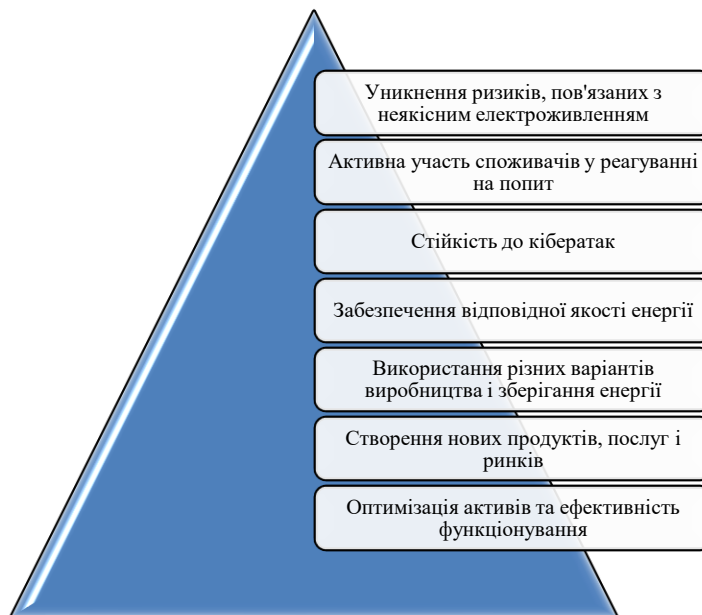 Уникнення ризиків, пов'язаних з
неякісним електроживленням
Активна участь споживачів у реагуванні
на попит
Стійкість до кібератак
Забезпечення відповідної якості енергії
Використання різних варіантів
виробництва і зберігання енергії
Створення нових продуктів, послуг і
ринків
Оптимізація активів та ефективність
функціонування